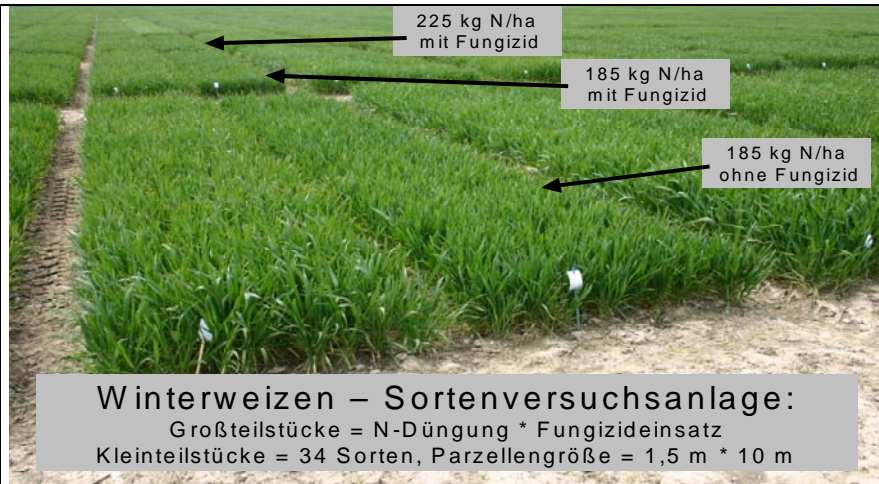 225 kg N/ha
mit Fungizid
185 kg N/ha
mit Fungizid
185 kg N/ha
ohne Fungizid
Winterweizen – Sortenversuchsanlage:
Großteilstücke = N-Düngung * Fungizideinsatz
Kleinteilstücke = 34 Sorten, Parzellengröße = 1,5 m * 10 m